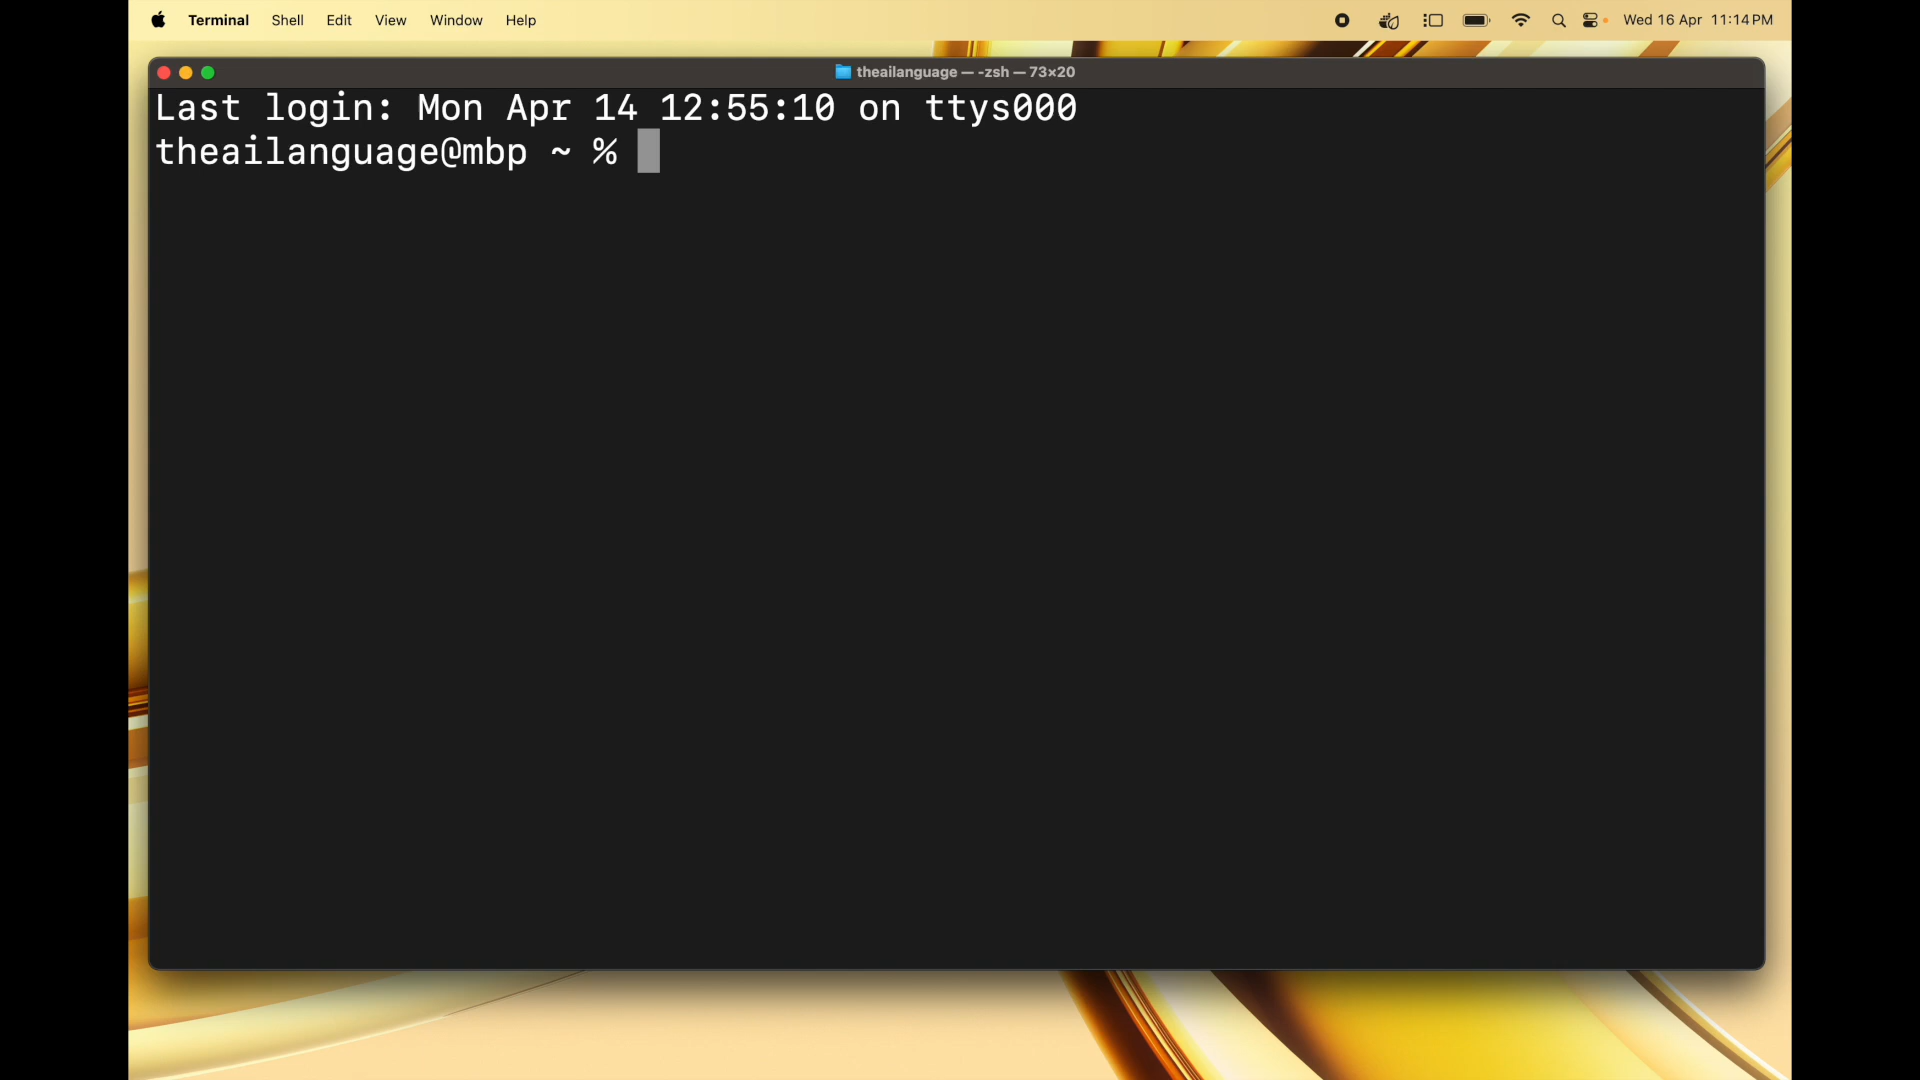 Terminal Shell Edit View Window Help Wed 16 Apr 11:14 PM
theailanguage — -zsh — 73×20
Last login: Mon Apr 14 12:55:10 on ttys000
theailanguage@mbp ~ %